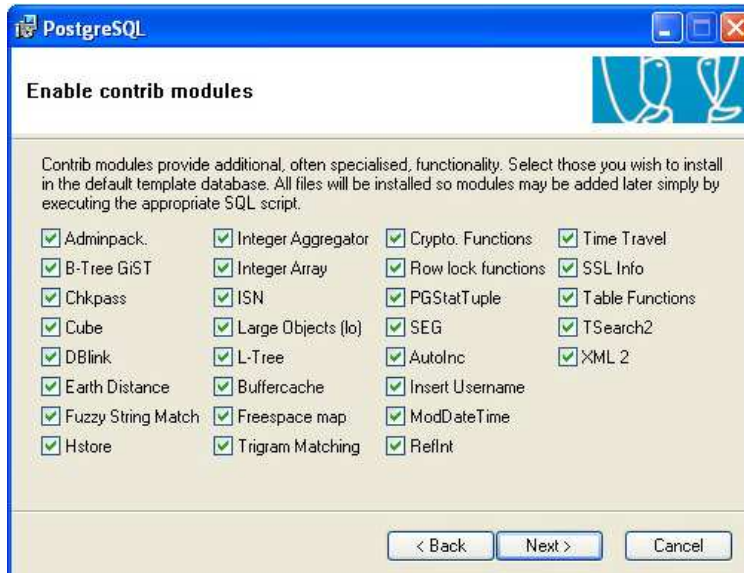 PostgreSQL
Enable contrib modules
Contrib modules provide additional, often specialised, functionality. Select those you wish to install
in the default template database. All files will be installed so modules may be added later simply by
executing the appropriate SQL script.
Adminpack. Integer Aggregator Crypto. Functions Time Travel
B-Tree GiST Integer Array Row lock functions SSL Info
Chkpass ISN PGStatTuple Table Functions
Cube Large Objects (lo) SEG TSearch2
DBlink L-Tree AutoInc XML 2
Earth Distance Buffercache Insert Username
Fuzzy String Match Freespace map ModDateTime
Hstore Trigram Matching RefInt
< Back Next > Cancel